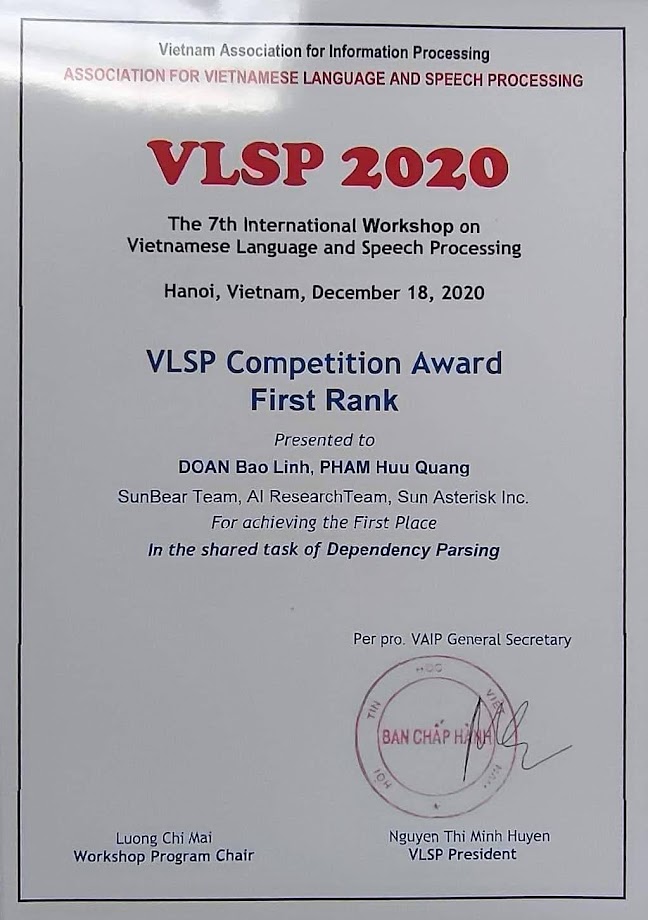 Vietnam Association for Information Processing
ASSOCIATION FOR VIETNAMESE LANGUAGE AND SPEECH PROCESSING
VLSP 2020
The 7th International Workshop on
Vietnamese Language and Speech Processing
Hanoi, Vietnam, December 18, 2020
VLSP Competition Award
First Rank
Presented to
DOAN Bao Linh, PHAM Huu Quang
SunBear Team, AI ResearchTeam, Sun Asterisk Inc.
For achieving the First Place
In the shared task of Dependency Parsing
Per pro. VAIP General Secretary
HỘI TIN HỌC VIỆT NAM
BAN CHẤP HÀNH
Luong Chi Mai
Workshop Program Chair
Nguyen Thi Minh Huyen
VLSP President